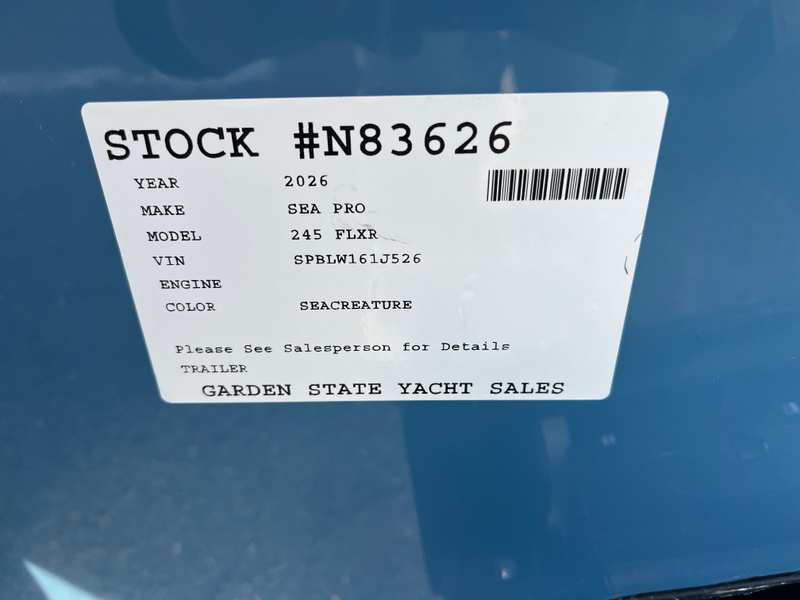 STOCK #N83626
YEAR 2026
MAKE SEA PRO
MODEL 245 FLXR
VIN SPBLW161J526
ENGINE
COLOR SEACREATURE
Please See Salesperson for Details
TRAILER
GARDEN STATE YACHT SALES